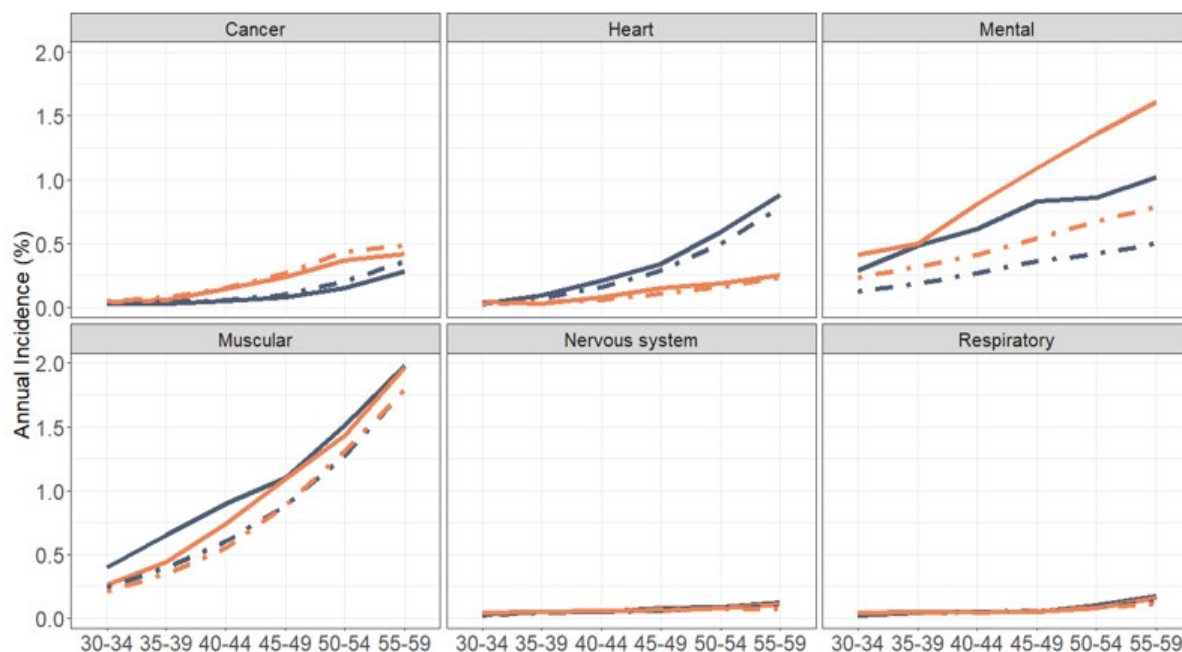 Cancer
Heart
Mental
2.0
1.5
1.0
0.5
0.0
Muscular
Nervous system
Respiratory
2.0
1.5
1.0
0.5
0.0
Annual Incidence (%)
30-34 35-39 40-44 45-49 50-54 55-59
30-34 35-39 40-44 45-49 50-54 55-59
30-34 35-39 40-44 45-49 50-54 55-59